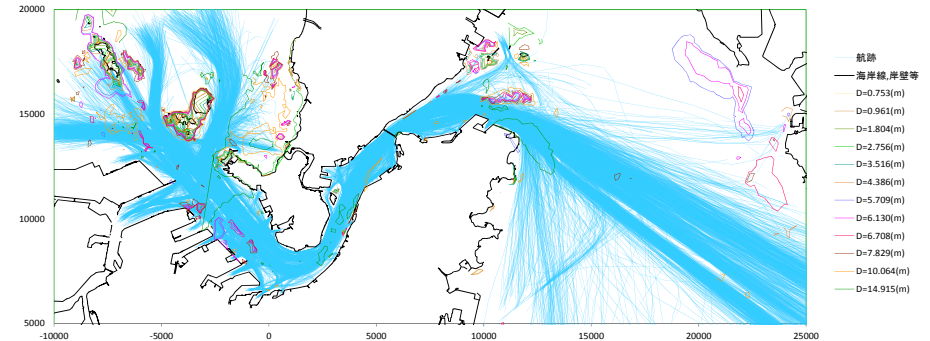 20000
15000
10000
5000
-10000
-5000
0
5000
10000
15000
20000
25000
航跡
海岸線,岸壁等
D=0.753(m)
D=0.961(m)
D=1.804(m)
D=2.756(m)
D=3.516(m)
D=4.386(m)
D=5.709(m)
D=6.130(m)
D=6.708(m)
D=7.829(m)
D=10.064(m)
D=14.915(m)